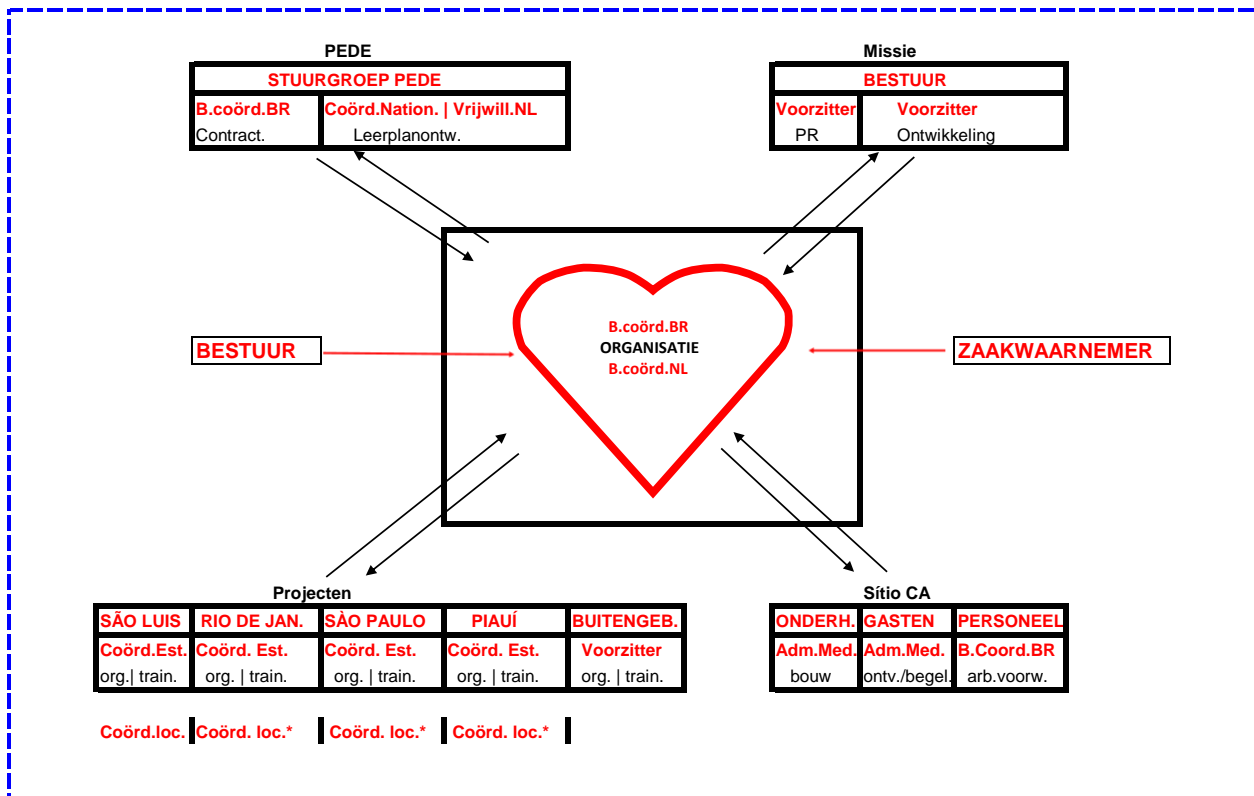 PEDE
STUURGROEP PEDE
B.coörd.BR Coörd.Nation. | Vrijwill.NL
Contract. Leerplanontw.
Missie
BESTUUR
Voorzitter Voorzitter
PR Ontwikkeling
BESTUUR
B.coörd.BR
ORGANISATIE
B.coörd.NL
ZAAKWAARNEMER
Projecten
SÃO LUIS RIO DE JAN. SÀO PAULO PIAUÍ BUITENGEB.
Coörd.Est. Coörd. Est. Coörd. Est. Coörd. Est. Voorzitter
org.| train. org. | train. org. | train. org. | train. org. | train.
Coörd.loc. Coörd. loc.* Coörd. loc.* Coörd. loc.*
Sítio CA
ONDERH. GASTEN PERSONEEL
Adm.Med. Adm.Med. B.Coord.BR
bouw ontv./begel. arb.voorw.